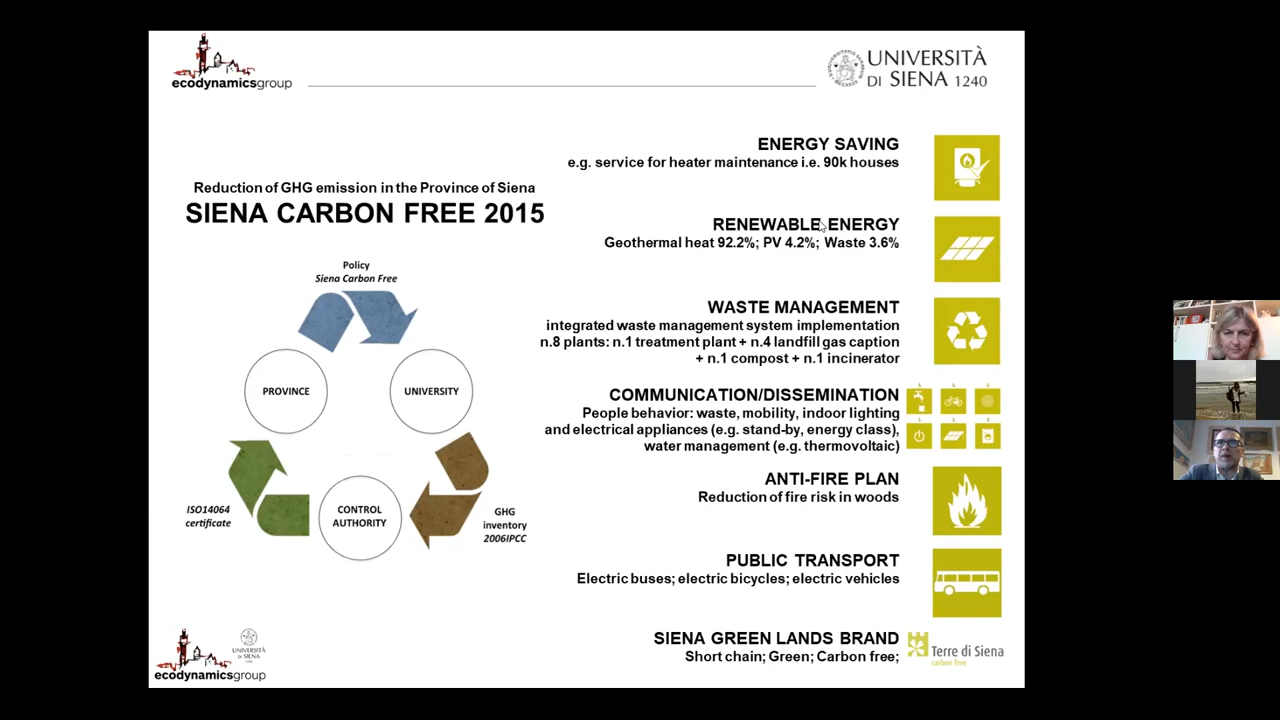 ecodynamicsgroup
UNIVERSITÀ
DI SIENA 1240
Reduction of GHG emission in the Province of Siena
SIENA CARBON FREE 2015
Policy
Siena Carbon Free
PROVINCE
UNIVERSITY
CONTROL
AUTHORITY
ISO14064
certificate
GHG
inventory
2006IPCC
ENERGY SAVING
e.g. service for heater maintenance i.e. 90k houses
RENEWABLE ENERGY
Geothermal heat 92.2%; PV 4.2%; Waste 3.6%
WASTE MANAGEMENT
integrated waste management system implementation
n.8 plants: n.1 treatment plant + n.4 landfill gas caption
+ n.1 compost + n.1 incinerator
COMMUNICATION/DISSEMINATION
People behavior: waste, mobility, indoor lighting
and electrical appliances (e.g. stand-by, energy class),
water management (e.g. thermovoltaic)
ANTI-FIRE PLAN
Reduction of fire risk in woods
PUBLIC TRANSPORT
Electric buses; electric bicycles; electric vehicles
SIENA GREEN LANDS BRAND
Short chain; Green; Carbon free;
Terre di Siena
carbon free
ecodynamicsgroup
UNIVERSITÀ
DI SIENA
1240